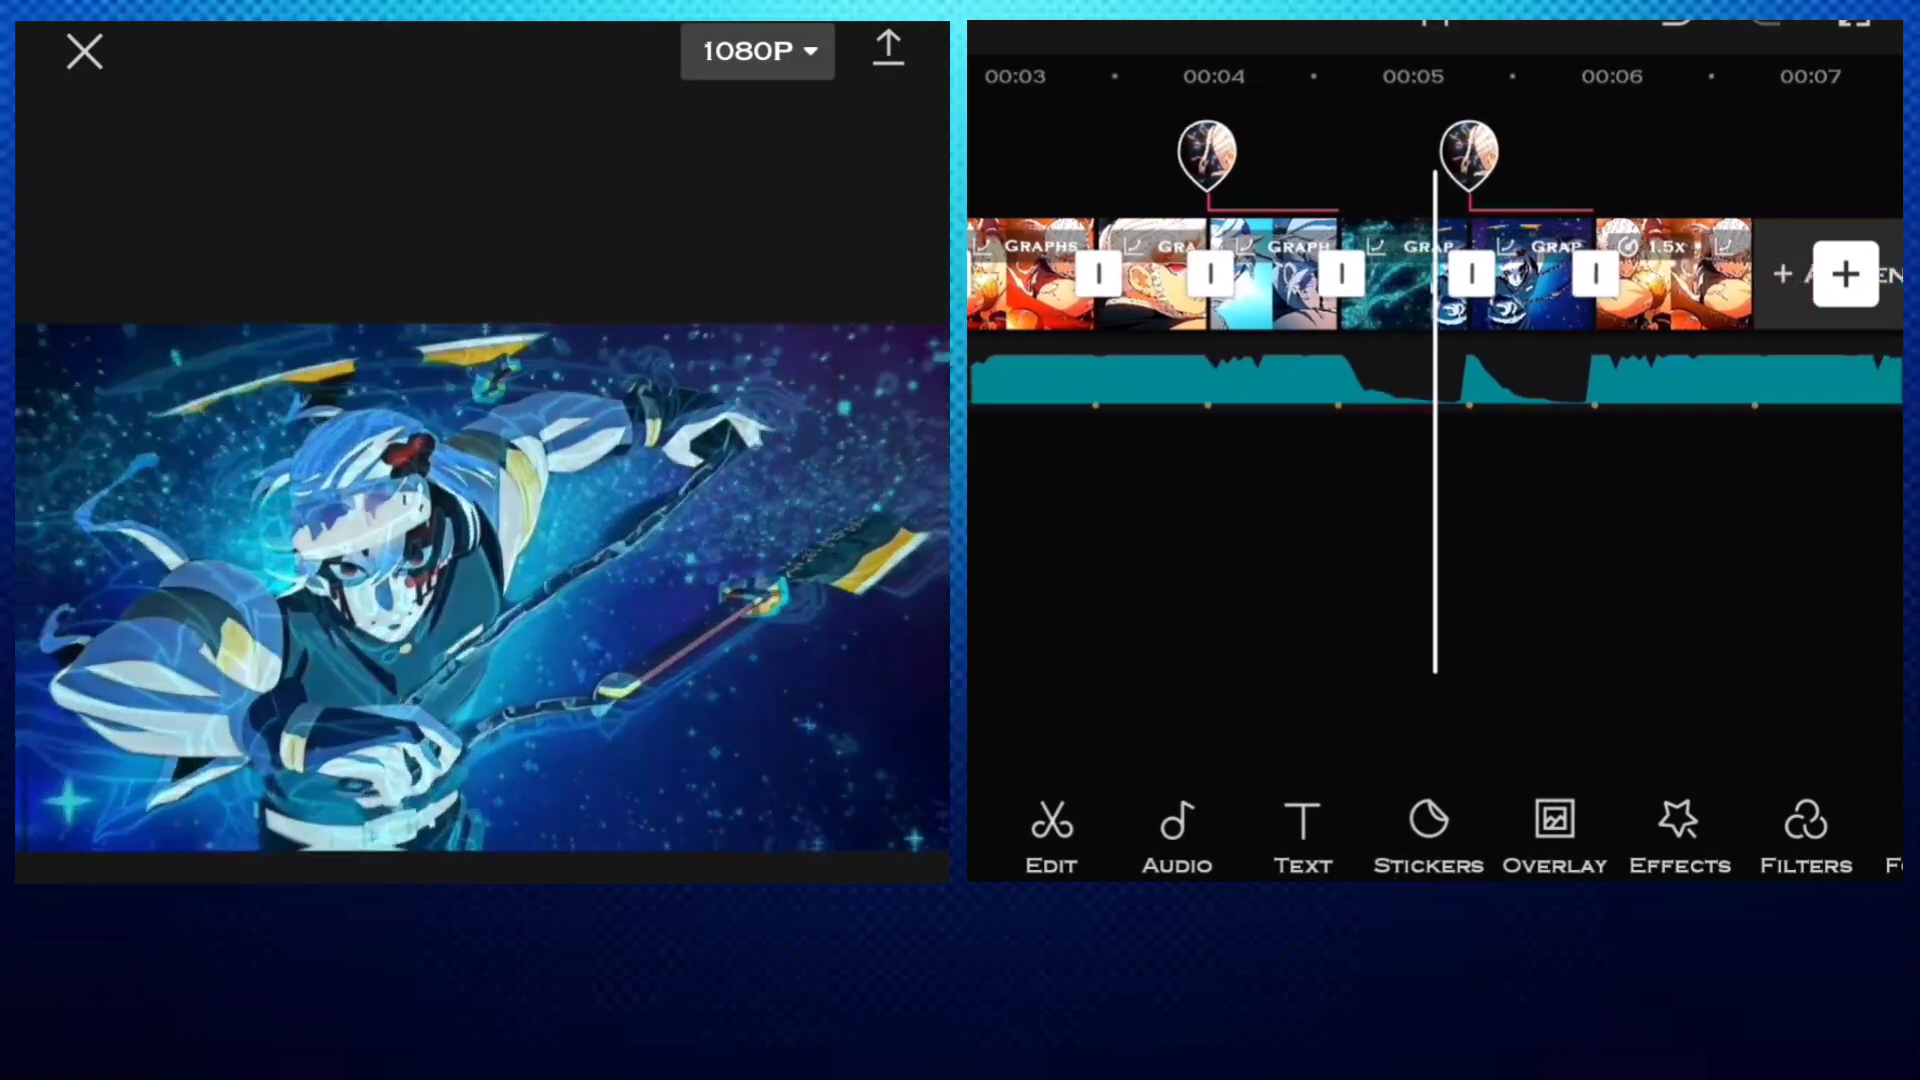 1080P
00:03 00:04 00:05 00:06 00:07
GRAPHS GRA GRAPH GRAP GRAP 1.5x
EDIT AUDIO TEXT STICKERS OVERLAY EFFECTS FILTERS